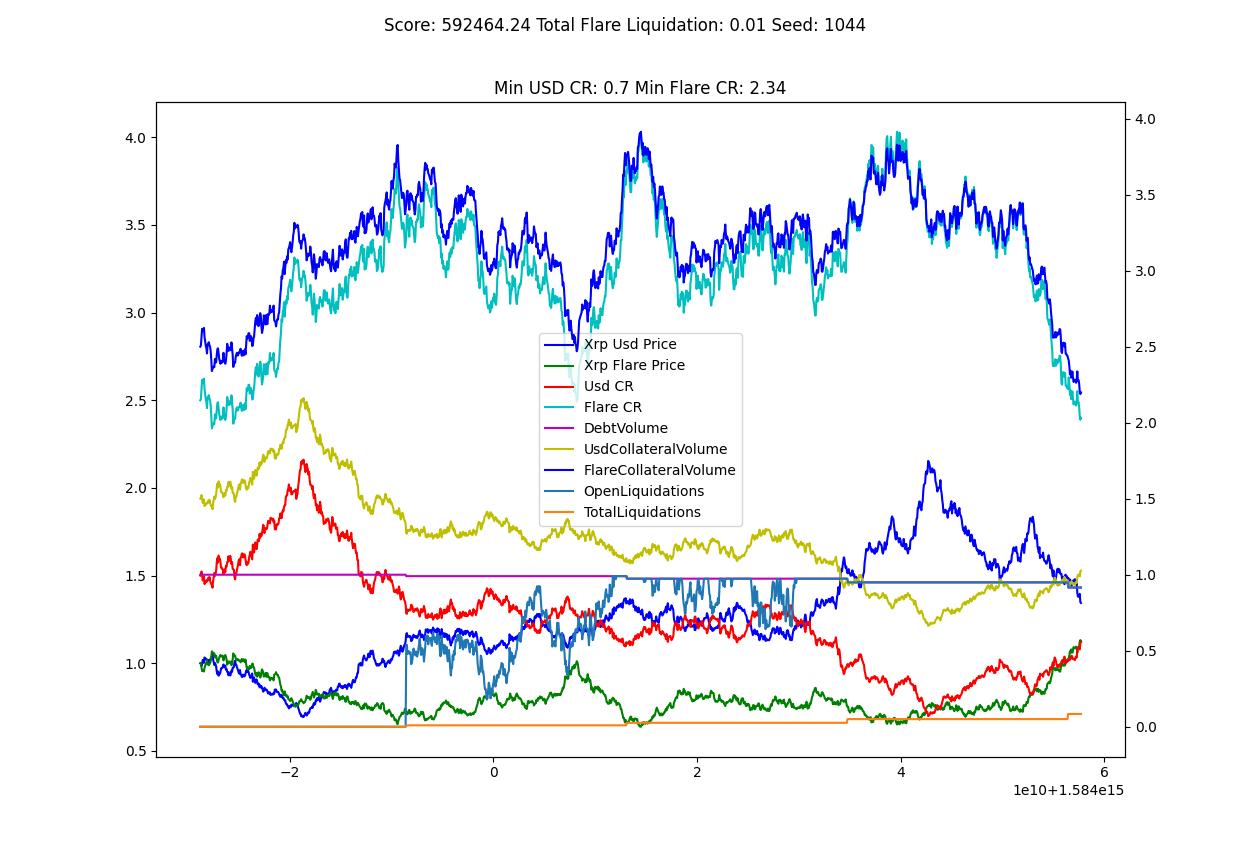 Score: 592464.24 Total Flare Liquidation: 0.01 Seed: 1044
Min USD CR: 0.7 Min Flare CR: 2.34
4.0
3.5
3.0
2.5
2.0
1.5
1.0
0.5
4.0
3.5
3.0
2.5
2.0
1.5
1.0
0.5
0.0
Xrp Usd Price
Xrp Flare Price
Usd CR
Flare CR
DebtVolume
UsdCollateralVolume
FlareCollateralVolume
OpenLiquidations
TotalLiquidations
−2 0 2 4 6
1e10+1.584e15